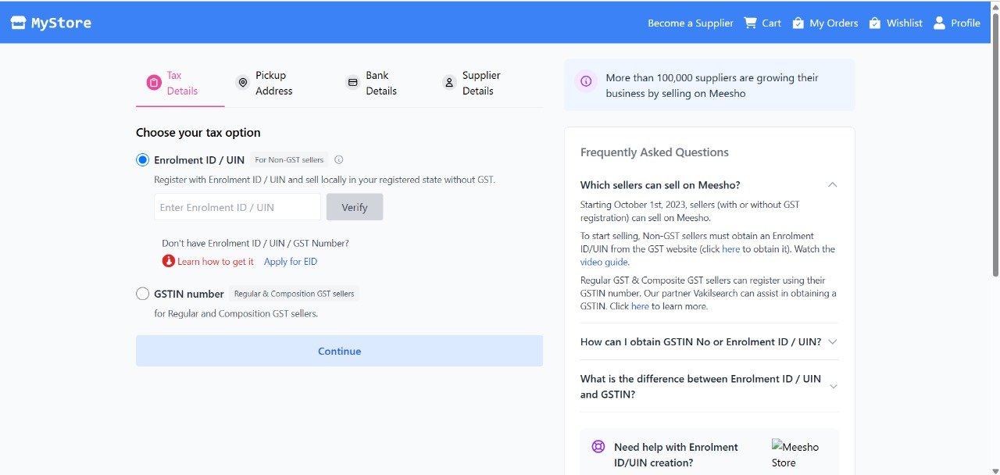 MyStore
Become a Supplier
Cart
My Orders
Wishlist
Profile
Tax
Details
Pickup
Address
Bank
Details
Supplier
Details
Choose your tax option
Enrolment ID / UIN For Non-GST sellers
Register with Enrolment ID / UIN and sell locally in your registered state without GST.
Enter Enrolment ID / UIN
Verify
Don't have Enrolment ID / UIN / GST Number?
Learn how to get it Apply for EID
GSTIN number Regular & Composition GST sellers
for Regular and Composition GST sellers.
Continue
More than 100,000 suppliers are growing their
business by selling on Meesho
Frequently Asked Questions
Which sellers can sell on Meesho?
Starting October 1st, 2023, sellers (with or without GST
registration) can sell on Meesho.
To start selling, Non-GST sellers must obtain an Enrolment
ID/UIN from the GST website (click here to obtain it). Watch the
video guide.
Regular GST & Composite GST sellers can register using their
GSTIN number. Our partner Vakilsearch can assist in obtaining a
GSTIN. Click here to learn more.
How can I obtain GSTIN No or Enrolment ID / UIN?
What is the difference between Enrolment ID / UIN
and GSTIN?
Need help with Enrolment
ID/UIN creation?
Meesho
Store